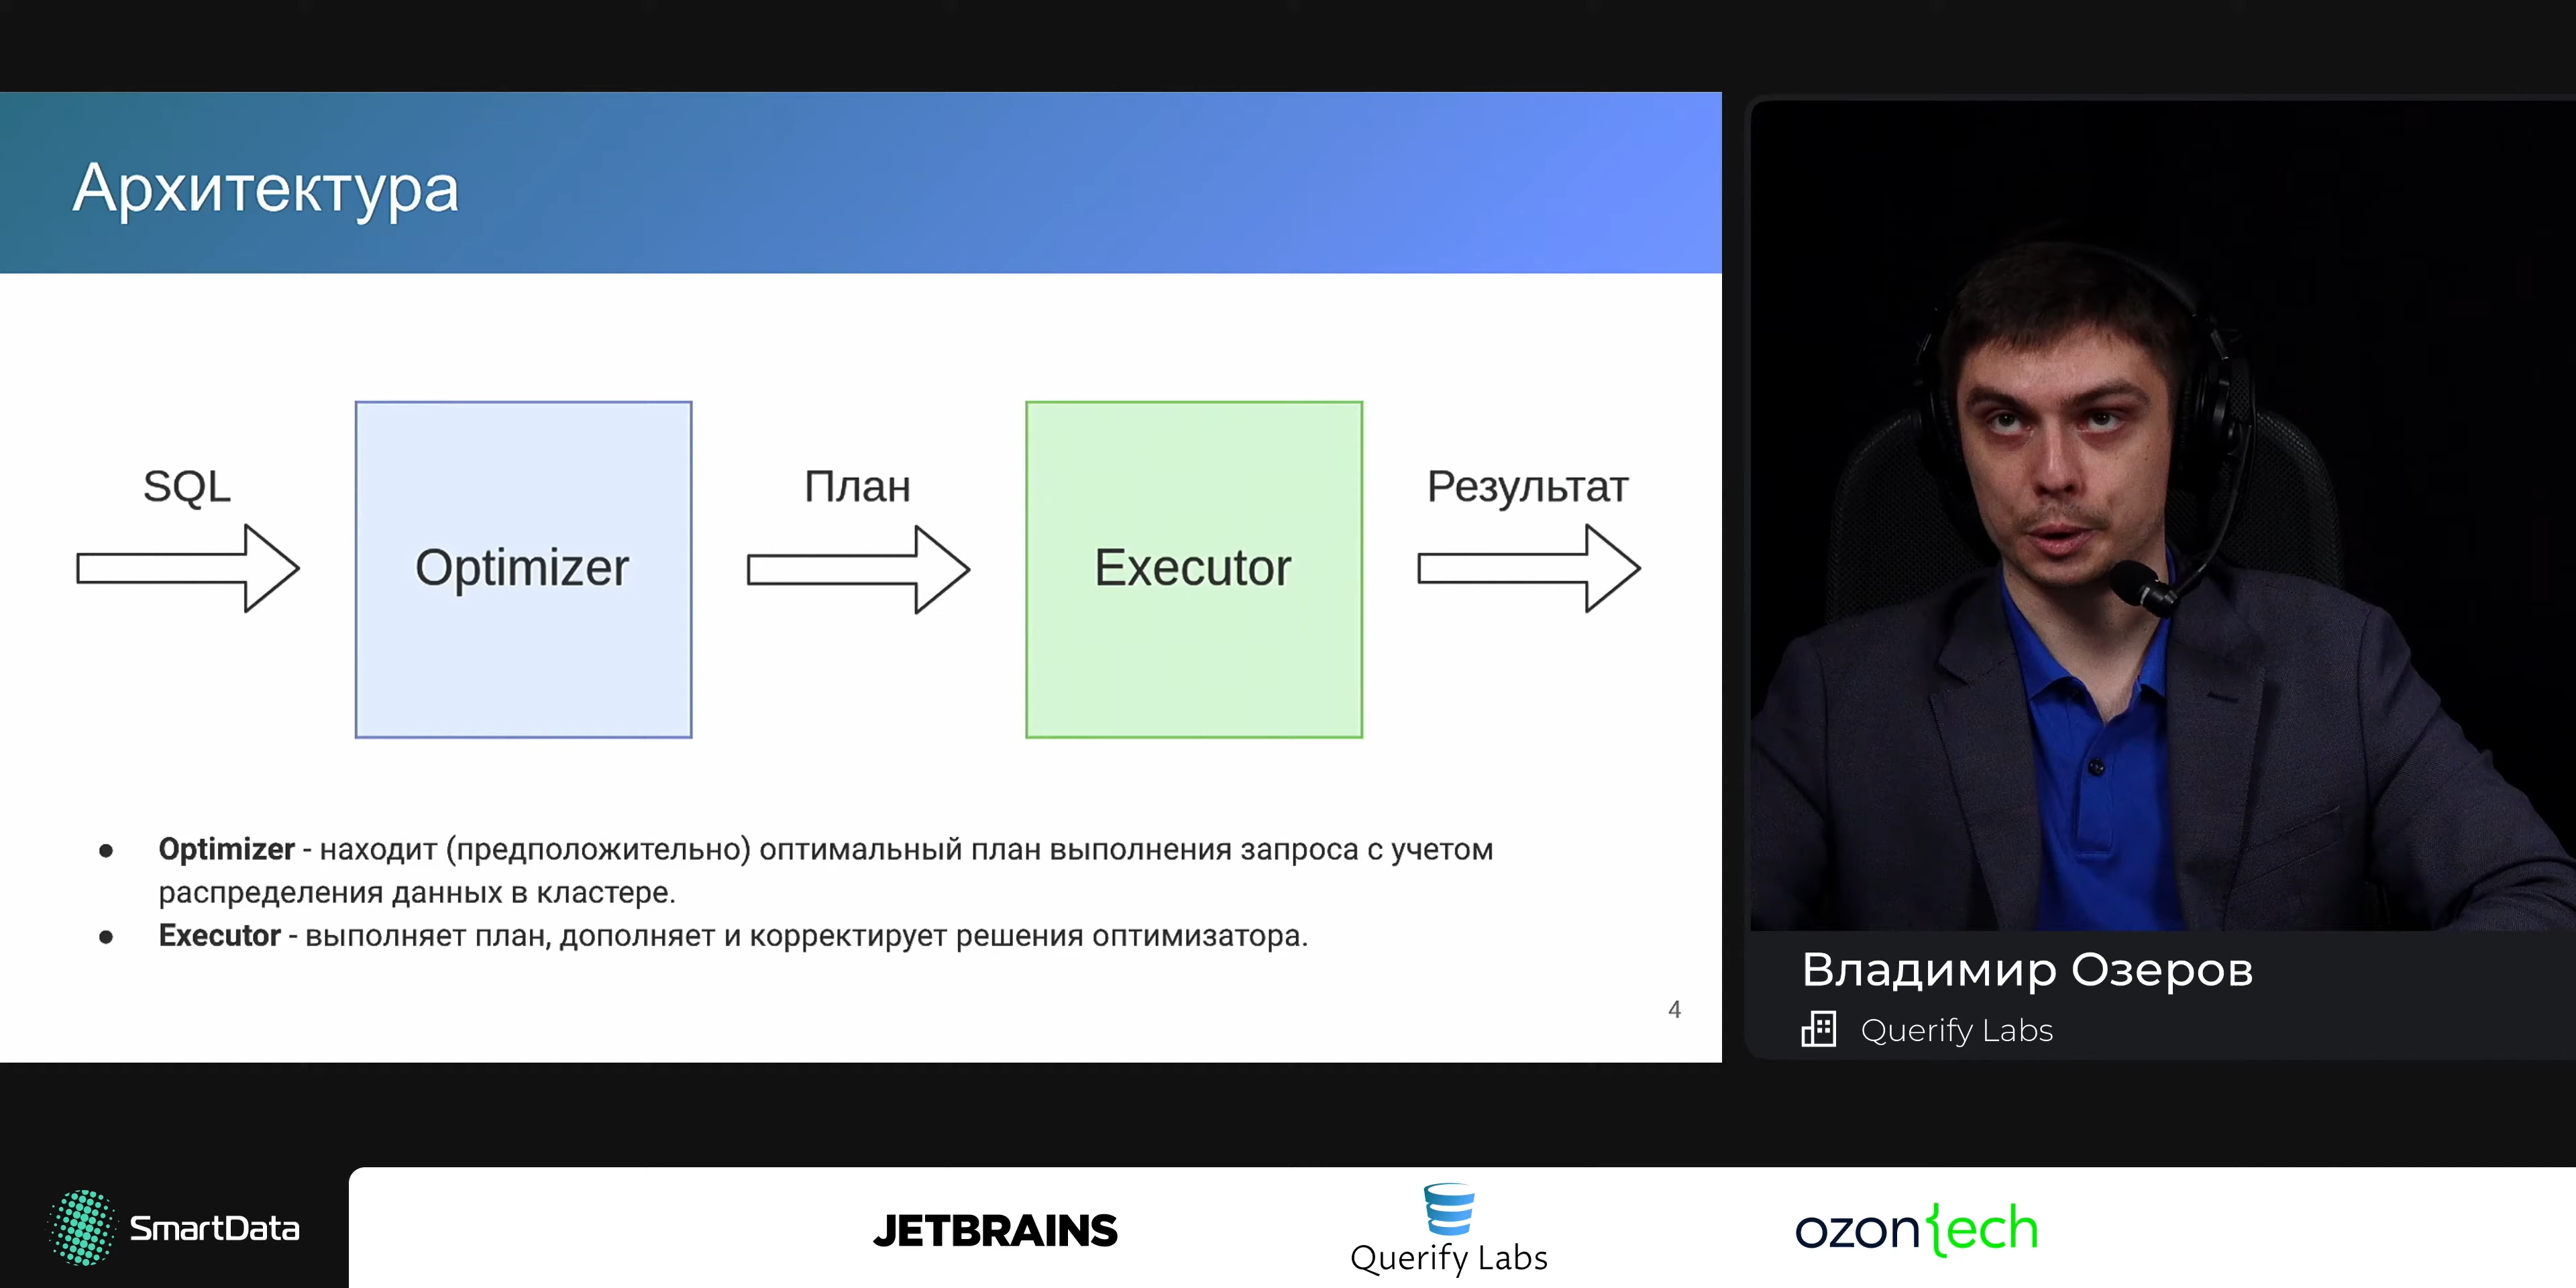 Архитектура
SQL
Optimizer
План
Executor
Результат
● Optimizer - находит (предположительно) оптимальный план выполнения запроса с учетом
распределения данных в кластере.
● Executor - выполняет план, дополняет и корректирует решения оптимизатора.
4
Владимир Озеров
Querify Labs
SmartData
JETBRAINS
Querify Labs
ozon{ech